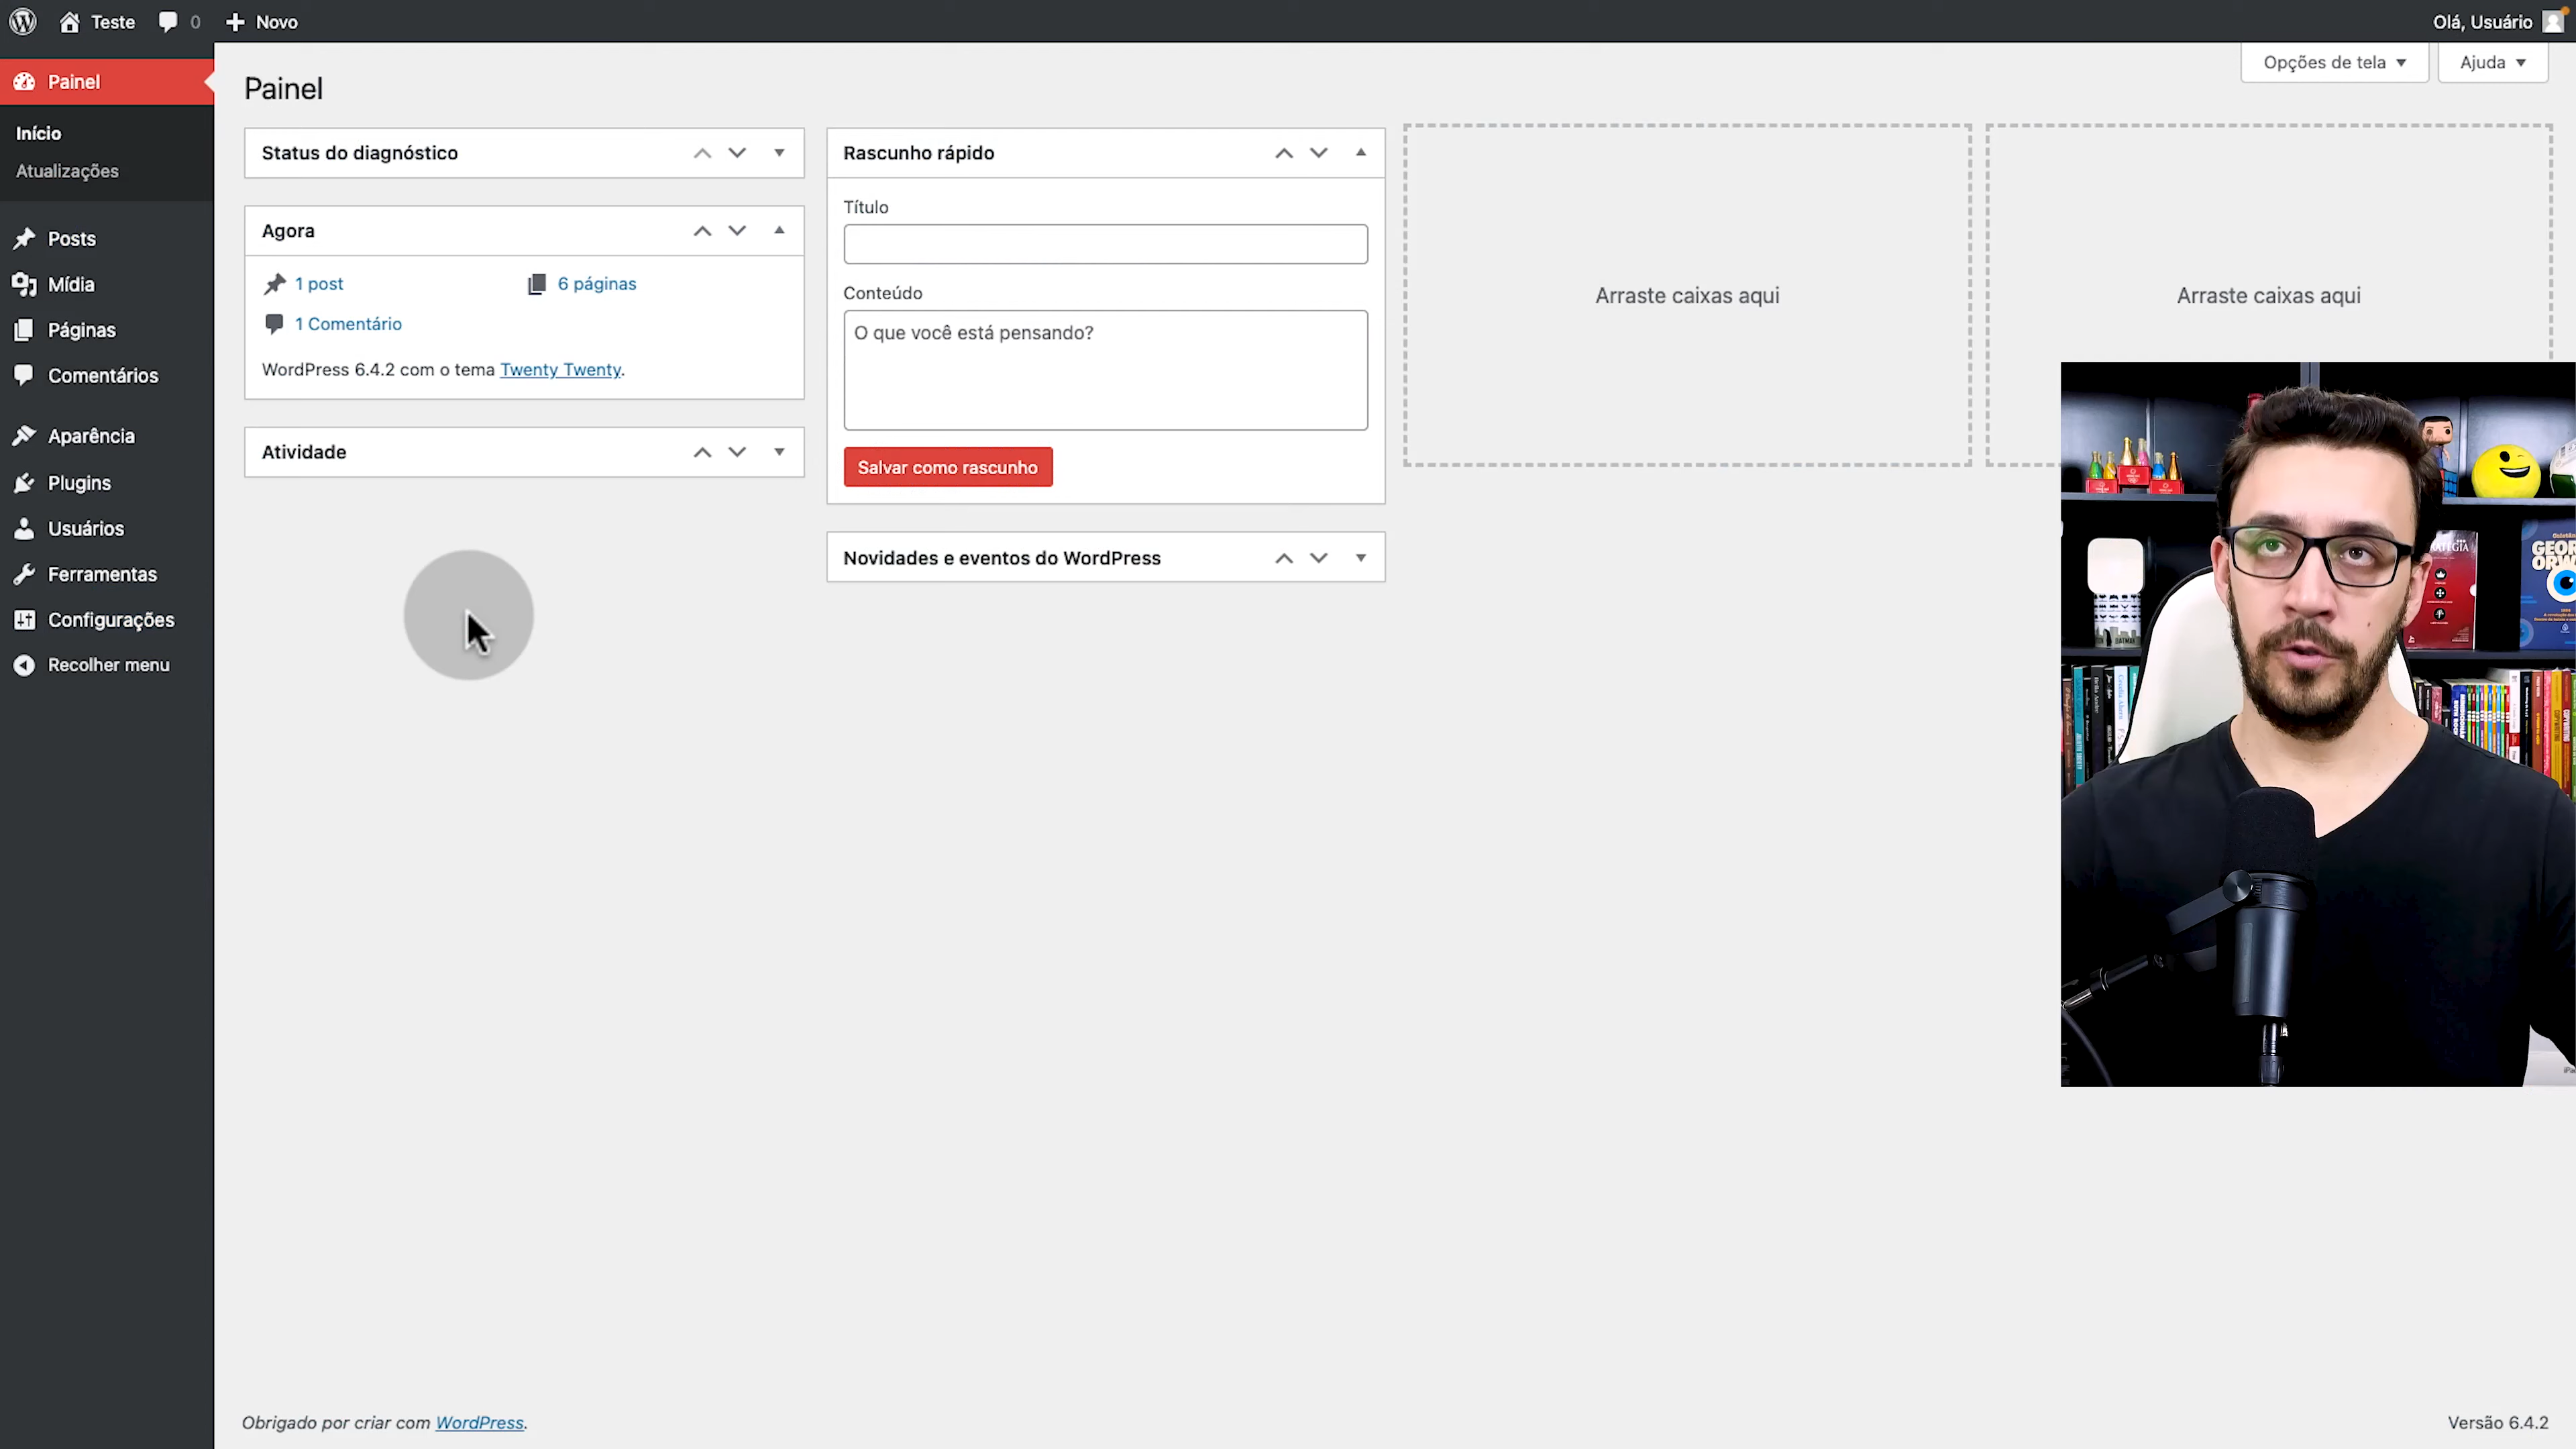 Teste
0
Novo
Olá, Usuário
Opções de tela
Ajuda
Painel
Início
Atualizações
Posts
Mídia
Páginas
Comentários
Aparência
Plugins
Usuários
Ferramentas
Configurações
Recolher menu
Painel
Status do diagnóstico
Agora
1 post
6 páginas
1 Comentário
WordPress 6.4.2 com o tema Twenty Twenty.
Atividade
Rascunho rápido
Título
Conteúdo
O que você está pensando?
Salvar como rascunho
Novidades e eventos do WordPress
Arraste caixas aqui
Arraste caixas aqui
Obrigado por criar com WordPress.
Versão 6.4.2